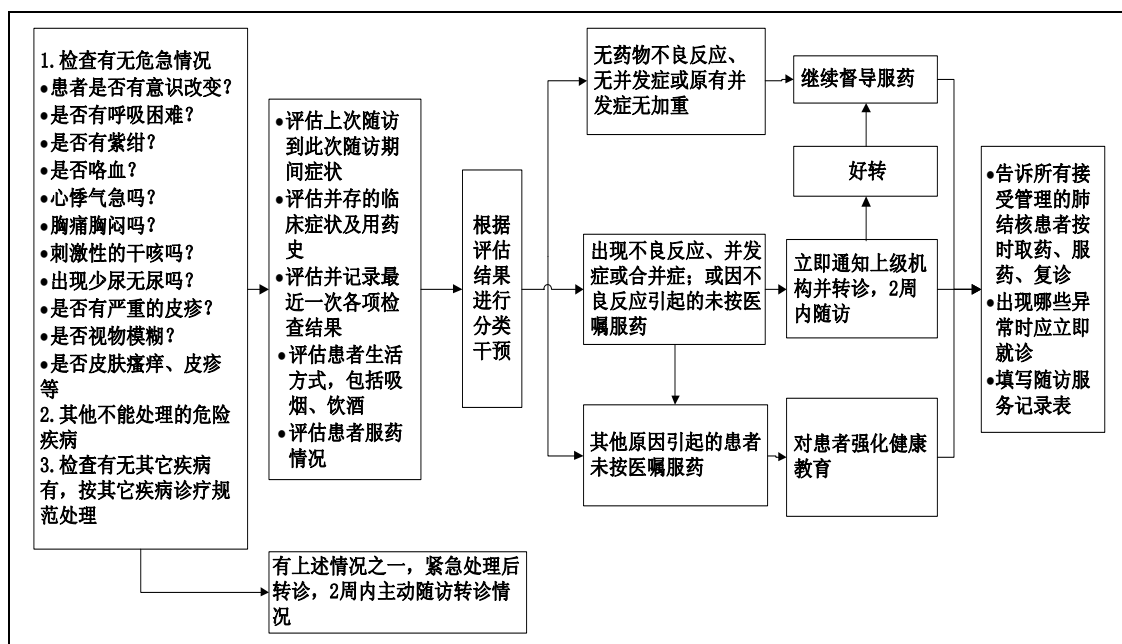 1.检查有无危急情况
●患者是否有意识改变？
●是否有呼吸困难？
●是否有紫绀？
●是否咯血？
●心悸气急吗？
●胸痛胸闷吗？
●刺激性的干咳吗？
●出现少尿无尿吗？
●是否有严重的皮疹？
●是否视物模糊？
●是否皮肤瘙痒、皮疹
等
2.其他不能处理的危险
疾病
3.检查有无其它疾病
有，按其它疾病诊疗规
范处理
●评估上次随访
到此次随访期
间症状
●评估并存的临
床症状及用药
史
●评估并记录最
近一次各项检
查结果
●评估患者生活
方式，包括吸
烟、饮酒
●评估患者服药
情况
有上述情况之一，紧急处理后
转诊，2周内主动随访转诊情
况
根据
评估
结果
进行
分类
干预
无药物不良反应、
无并发症或原有并
发症无加重
继续督导服药
好转
出现不良反应、并发
症或合并症；或因不
良反应引起的未按医
嘱服药
立即通知上级机
构并转诊，2周
内随访
其他原因引起的患者
未按医嘱服药
对患者强化健康
教育
●告诉所有接
受管理的肺
结核患者按
时取药、服
药、复诊
●出现哪些异
常时应立即
就诊
●填写随访服
务记录表